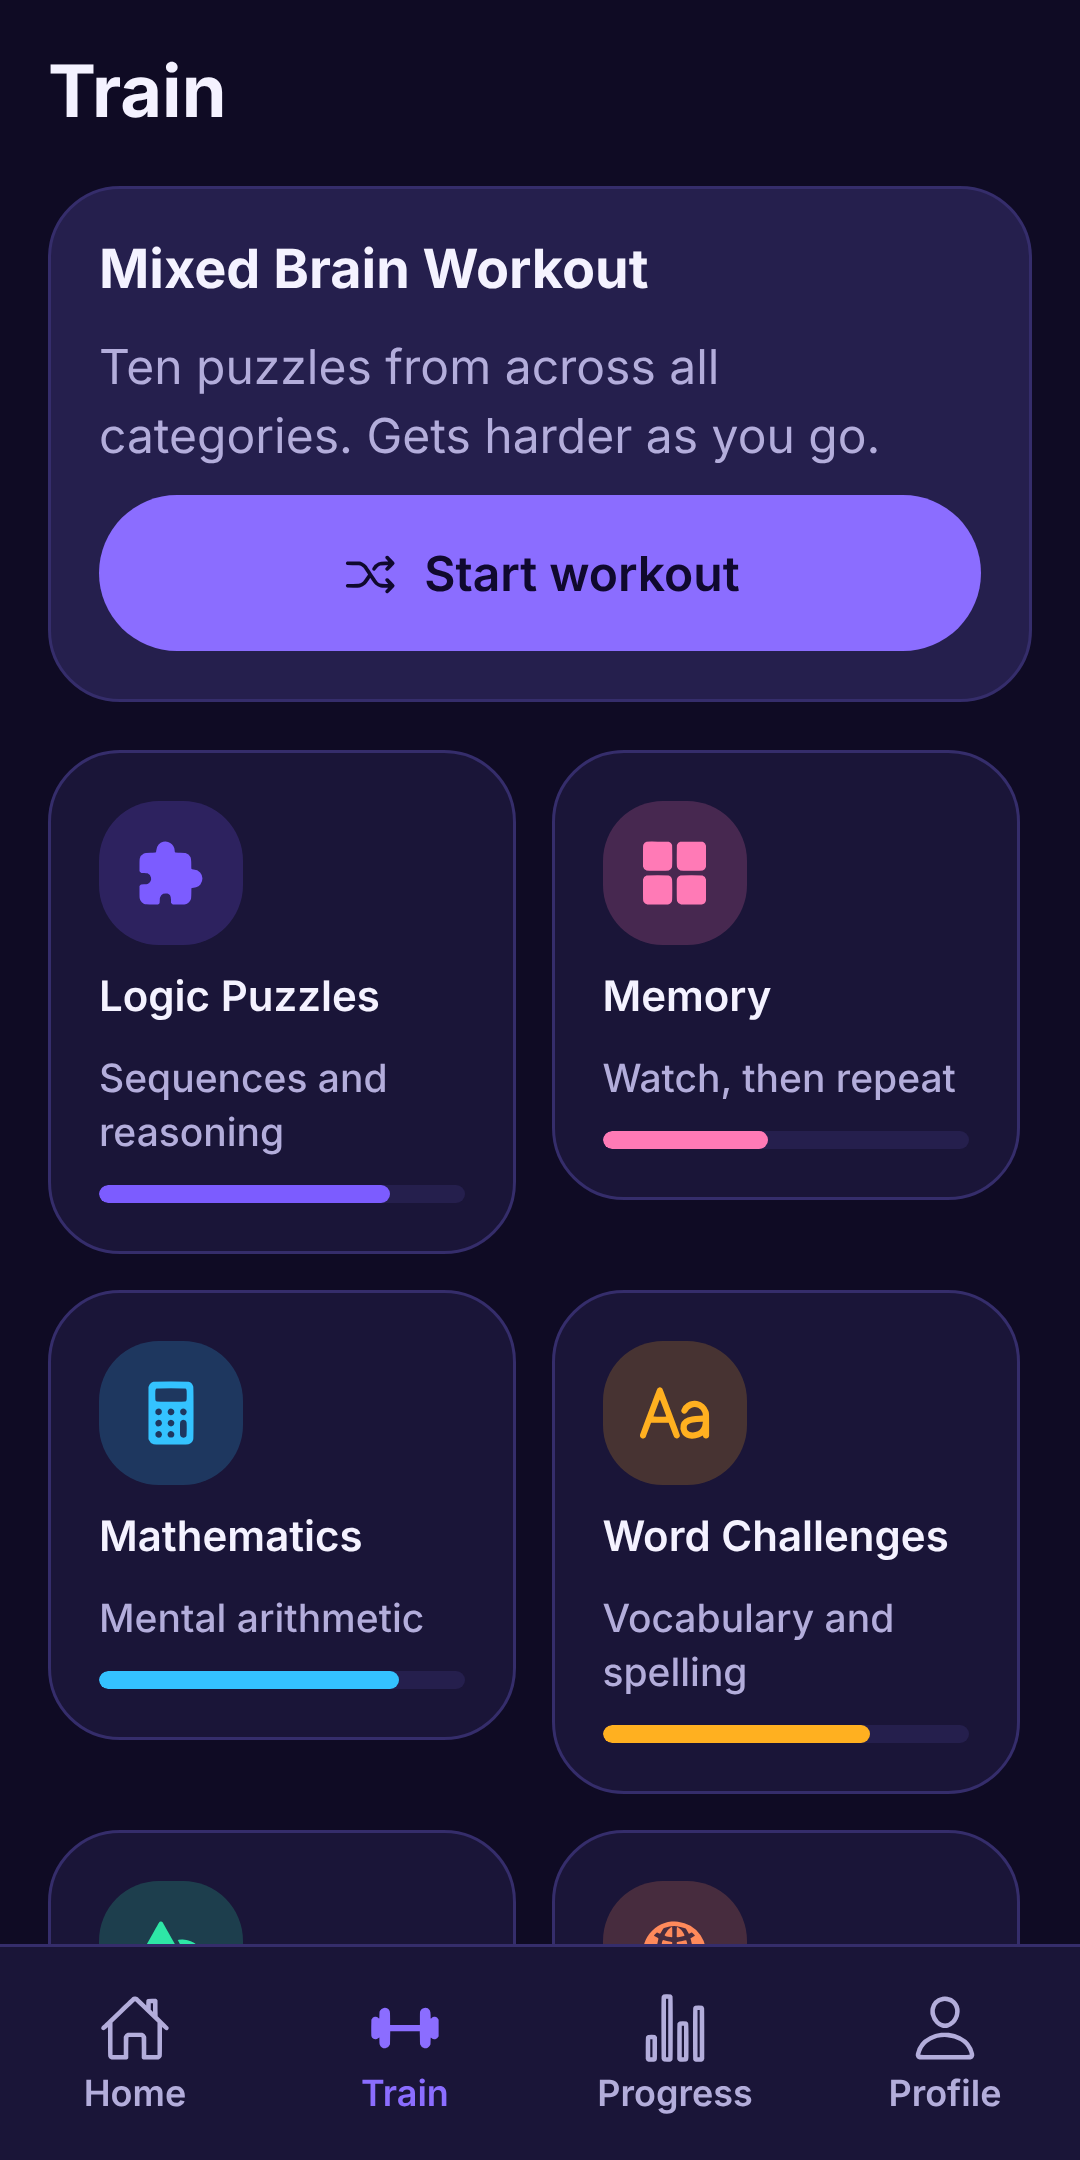 Train
Mixed Brain Workout
Ten puzzles from across all
categories. Gets harder as you go.
Start workout
Logic Puzzles
Sequences and
reasoning
Memory
Watch, then repeat
Mathematics
Mental arithmetic
Aa
Word Challenges
Vocabulary and
spelling
Home
Train
Progress
Profile